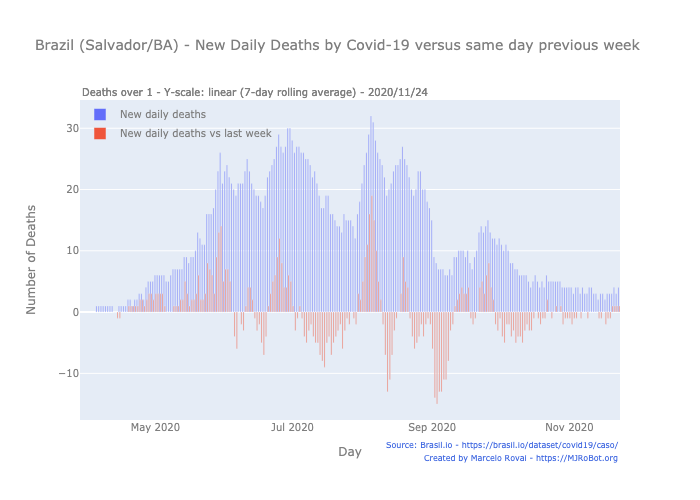 Brazil (Salvador/BA) - New Daily Deaths by Covid-19 versus same day previous week
Deaths over 1 - Y-scale: linear (7-day rolling average) - 2020/11/24
New daily deaths
New daily deaths vs last week
30
20
10
0
−10
Number of Deaths
May 2020
Jul 2020
Sep 2020
Nov 2020
Day
Source: Brasil.io - https://brasil.io/dataset/covid19/caso/
Created by Marcelo Rovai - https://MJRoBot.org